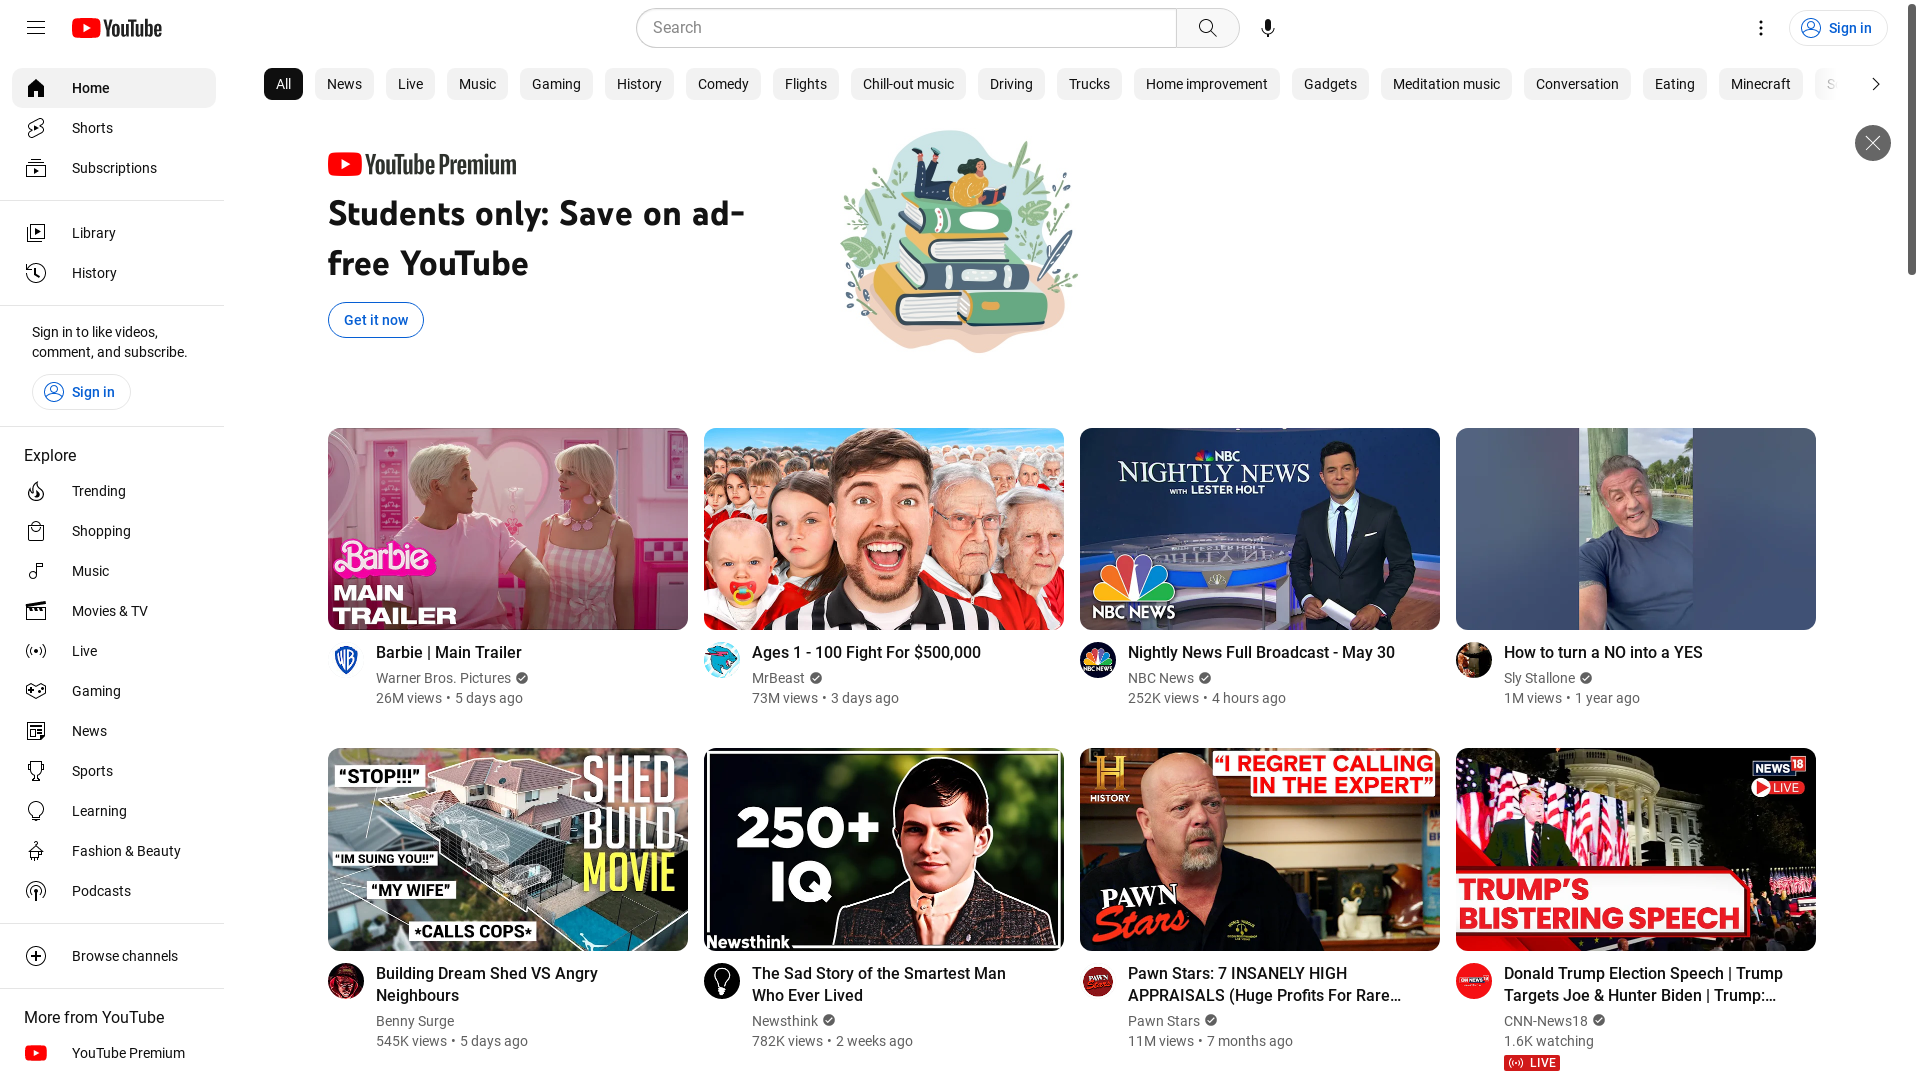 YouTube
Search
Sign in
Home
Shorts
Subscriptions
Library
History
Sign in to like videos,
comment, and subscribe.
Sign in
Explore
Trending
Shopping
Music
Movies & TV
Live
Gaming
News
Sports
Learning
Fashion & Beauty
Podcasts
Browse channels
More from YouTube
YouTube Premium
All
News
Live
Music
Gaming
History
Comedy
Flights
Chill-out music
Driving
Trucks
Home improvement
Gadgets
Meditation music
Conversation
Eating
Minecraft
YouTube Premium
Students only: Save on ad-
free YouTube
Get it now
Barbie
MAIN
TRAILER
Barbie | Main Trailer
Warner Bros. Pictures
26M views • 5 days ago
Ages 1 - 100 Fight For $500,000
MrBeast
73M views • 3 days ago
NBC
NIGHTLY NEWS
WITH LESTER HOLT
NBC NEWS
Nightly News Full Broadcast - May 30
NBC News
252K views • 4 hours ago
How to turn a NO into a YES
Sly Stallone
1M views • 1 year ago
“STOP!!!”
SHED
BUILD
MOVIE
“IM SUING YOU!!”
“MY WIFE”
*CALLS COPS*
Building Dream Shed VS Angry
Neighbours
Benny Surge
545K views • 5 days ago
250+
IQ
Newsthink
The Sad Story of the Smartest Man
Who Ever Lived
Newsthink
782K views • 2 weeks ago
H
HISTORY
“I REGRET CALLING
IN THE EXPERT”
PAWN
Stars
Pawn Stars: 7 INSANELY HIGH
APPRAISALS (Huge Profits For Rare...
Pawn Stars
11M views • 7 months ago
NEWS 18
LIVE
TRUMP'S
BLISTERING SPEECH
Donald Trump Election Speech | Trump
Targets Joe & Hunter Biden | Trump:...
CNN-News18
1.6K watching
LIVE